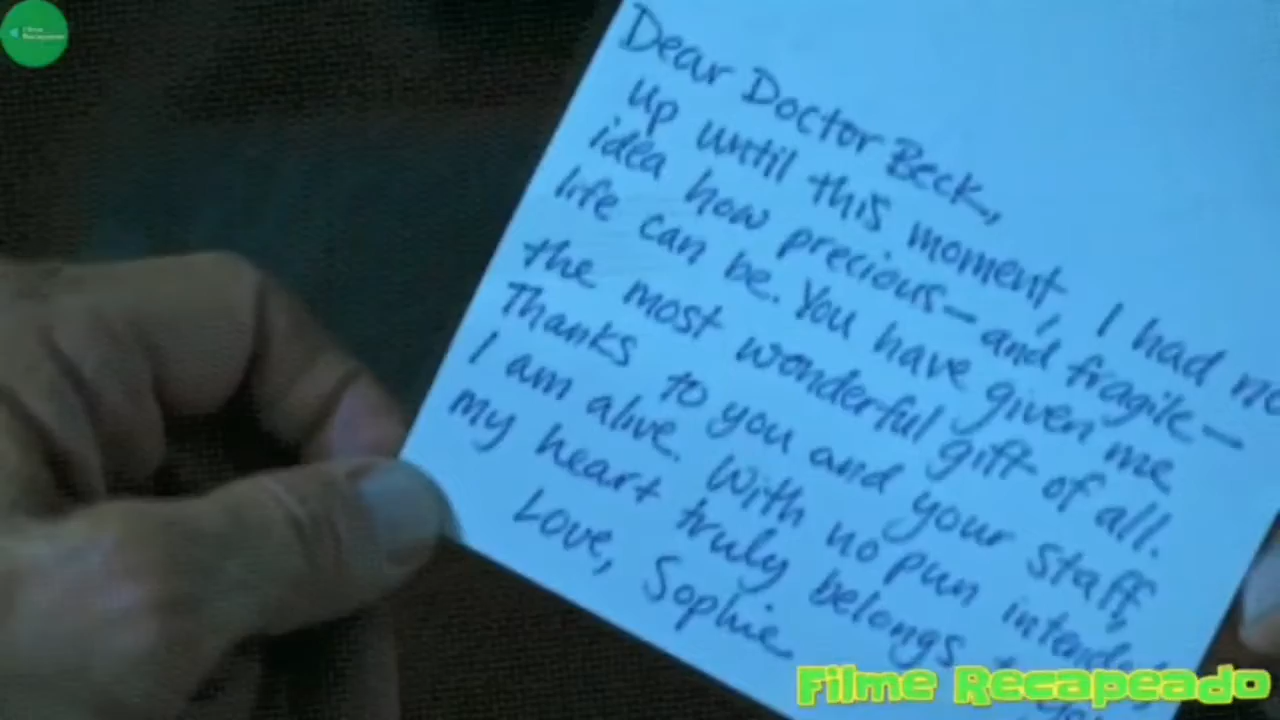 Dear Doctor Beck,
Up until this moment, I had no
idea how precious—and fragile—
life can be. You have given me
the most wonderful gift of all.
Thanks to you and your staff,
I am alive. With no pun intended,
my heart truly belongs to you
Love, Sophie
Filme Recapeado